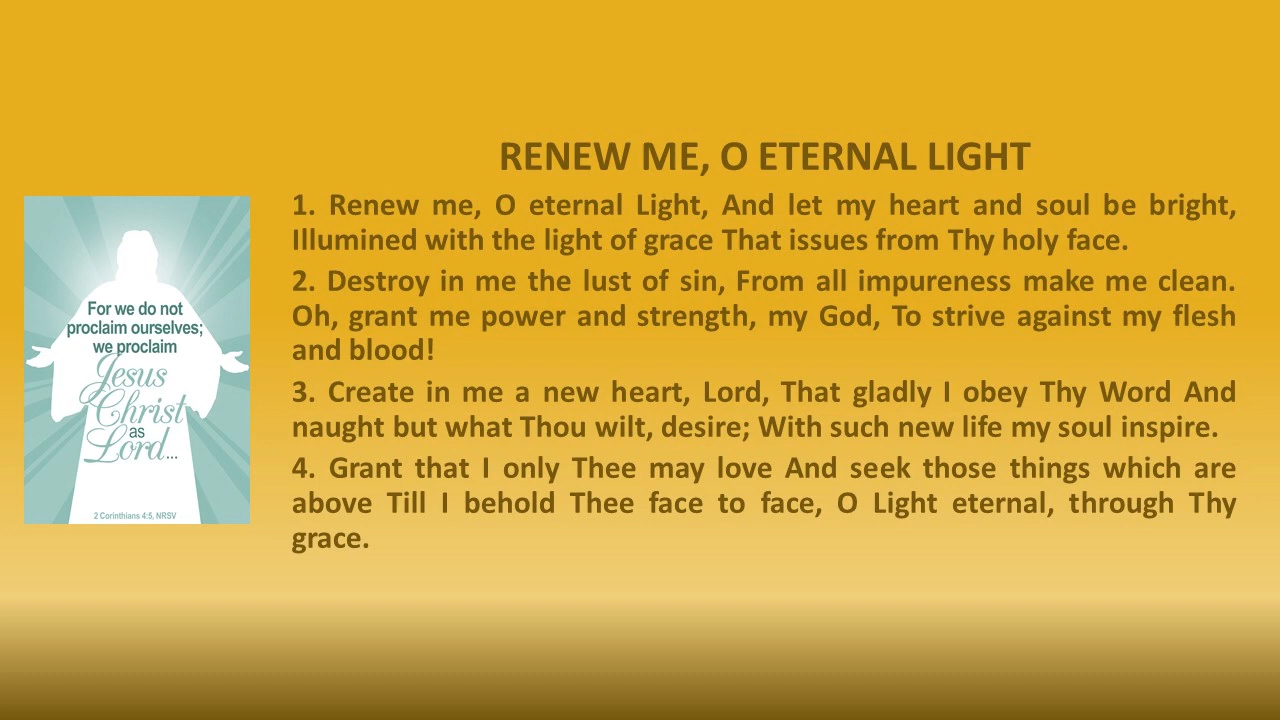 RENEW ME, O ETERNAL LIGHT
1. Renew me, O eternal Light, And let my heart and soul be bright,
Illumined with the light of grace That issues from Thy holy face.
2. Destroy in me the lust of sin, From all impureness make me clean.
Oh, grant me power and strength, my God, To strive against my flesh
and blood!
3. Create in me a new heart, Lord, That gladly I obey Thy Word And
naught but what Thou wilt, desire; With such new life my soul inspire.
4. Grant that I only Thee may love And seek those things which are
above Till I behold Thee face to face, O Light eternal, through Thy
grace.
For we do not
proclaim ourselves;
we proclaim
Jesus
Christ
as
Lord...
2 Corinthians 4:5, NRSV